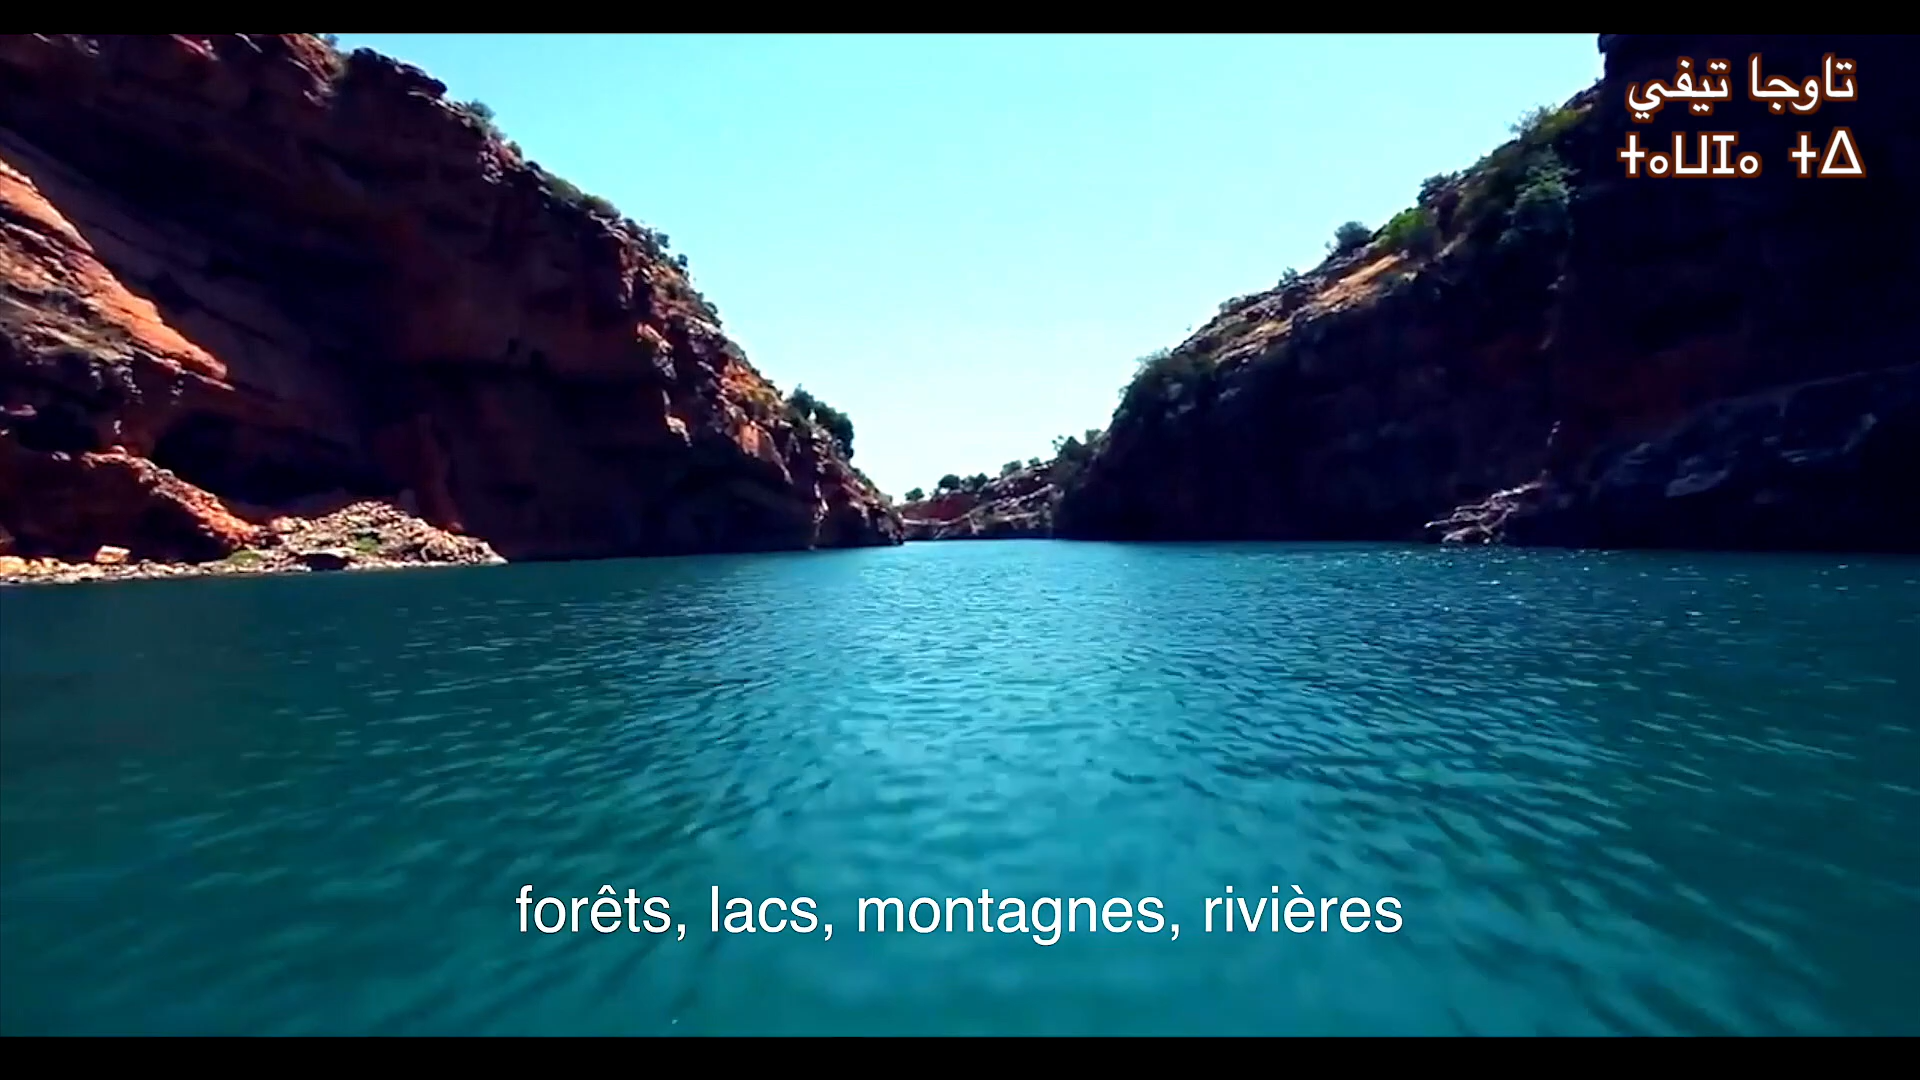 تاوجا تيفي
ⵜⴰⵡⵊⴰ ⵜⴷ
forêts, lacs, montagnes, rivières